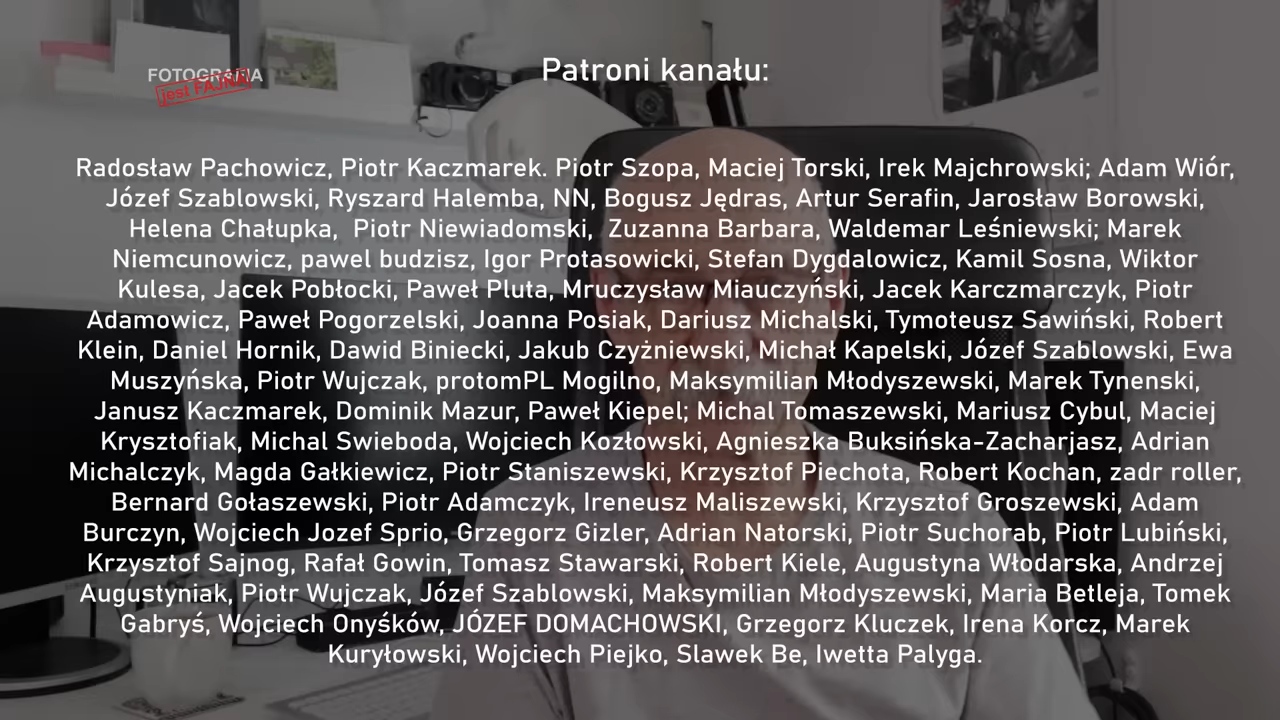 FOTOGRAFIA
jest FAJNA
Patroni kanału:
Radosław Pachowicz, Piotr Kaczmarek. Piotr Szopa, Maciej Torski, Irek Majchrowski; Adam Wiór,
Józef Szablowski, Ryszard Halemba, NN, Bogusz Jędras, Artur Serafin, Jarosław Borowski,
Helena Chałupka, Piotr Niewiadomski, Zuzanna Barbara, Waldemar Leśniewski; Marek
Niemcunowicz, pawel budzisz, Igor Protasowicki, Stefan Dygdalowicz, Kamil Sosna, Wiktor
Kulesa, Jacek Pobłocki, Paweł Pluta, Mruczysław Miauczyński, Jacek Karczmarczyk, Piotr
Adamowicz, Paweł Pogorzelski, Joanna Posiak, Dariusz Michalski, Tymoteusz Sawiński, Robert
Klein, Daniel Hornik, Dawid Biniecki, Jakub Czyżniewski, Michał Kapelski, Józef Szablowski, Ewa
Muszyńska, Piotr Wujczak, protomPL Mogilno, Maksymilian Młodyszewski, Marek Tynenski,
Janusz Kaczmarek, Dominik Mazur, Paweł Kiepel; Michal Tomaszewski, Mariusz Cybul, Maciej
Krysztofiak, Michal Swieboda, Wojciech Kozłowski, Agnieszka Buksińska-Zacharjasz, Adrian
Michalczyk, Magda Gałkiewicz, Piotr Staniszewski, Krzysztof Piechota, Robert Kochan, zadr roller,
Bernard Gołaszewski, Piotr Adamczyk, Ireneusz Maliszewski, Krzysztof Groszewski, Adam
Burczyn, Wojciech Jozef Sprio, Grzegorz Gizler, Adrian Natorski, Piotr Suchorab, Piotr Lubiński,
Krzysztof Sajnog, Rafał Gowin, Tomasz Stawarski, Robert Kiele, Augustyna Włodarska, Andrzej
Augustyniak, Piotr Wujczak, Józef Szablowski, Maksymilian Młodyszewski, Maria Betleja, Tomek
Gabryś, Wojciech Onyśków, JÓZEF DOMACHOWSKI, Grzegorz Kluczek, Irena Korcz, Marek
Kuryłowski, Wojciech Piejko, Slawek Be, Iwetta Palyga.